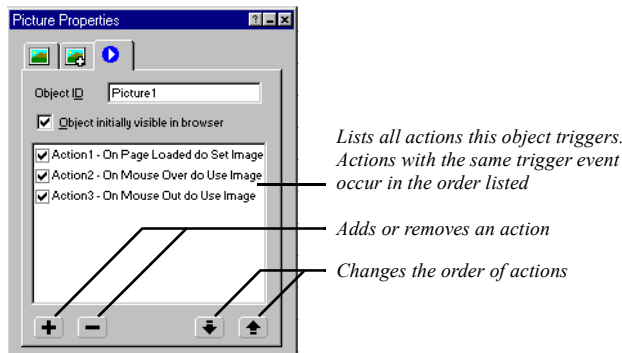 Picture Properties
Object ID Picture1
Object initially visible in browser
Action1 - On Page Loaded do Set Image
Action2 - On Mouse Over do Use Image
Action3 - On Mouse Out do Use Image
Lists all actions this object triggers.
Actions with the same trigger event
occur in the order listed
Adds or removes an action
Changes the order of actions